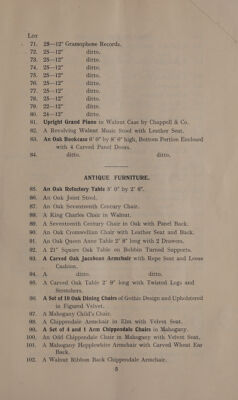 Lot
71. 25—12" Gramophone Records.
72. 25—12" ditto.
73. 25—12" ditto.
74. 25—12" ditto.
75. 25—12" ditto.
76. 25—12" ditto.
77. 25—12" ditto.
78. 25—12" ditto.
79. 22—12" ditto.
80. 24—12" ditto.
81. Upright Grand Piano in Walnut Case by Chappell & Co.
82. A Revolving Walnut Music Stool with Leather Seat.
83. An Oak Bookcase 6' 0" by 8' 6" high, Bottom Portion Enclosed
with 4 Carved Panel Doors.
84. ditto. ditto.
ANTIQUE FURNITURE.
85. An Oak Refectory Table 8' 0" by 2' 6".
86. An Oak Joint Stool.
87. An Oak Seventeenth Century Chair.
88. A King Charles Chair in Walnut.
89. A Seventeenth Century Chair in Oak with Panel Back.
90. An Oak Cromwellian Chair with Leather Seat and Back.
91. An Oak Queen Anne Table 2' 8" long with 2 Drawers.
92. A 21" Square Oak Table on Bobbin Turned Supports.
93. A Carved Oak Jacobean Armchair with Rope Seat and Loose
Cushion.
94. A ditto. ditto.
95. A Carved Oak Table 2' 9" long with Twisted Legs and
Stretchers.
96. A Set of 10 Oak Dining Chairs of Gothic Design and Upholstered
in Figured Velvet.
97. A Mahogany Child's Chair.
98. A Chippendale Armchair in Elm with Velvet Seat.
99. A Set of 4 and 1 Arm Chippendale Chairs in Mahogany.
100. An Odd Chippendale Chair in Mahogany with Velvet Seat.
101. A Mahogany Hepplewhite Armchair with Carved Wheat Ear
Back.
102. A Walnut Ribbon Back Chippendale Armchair.
5